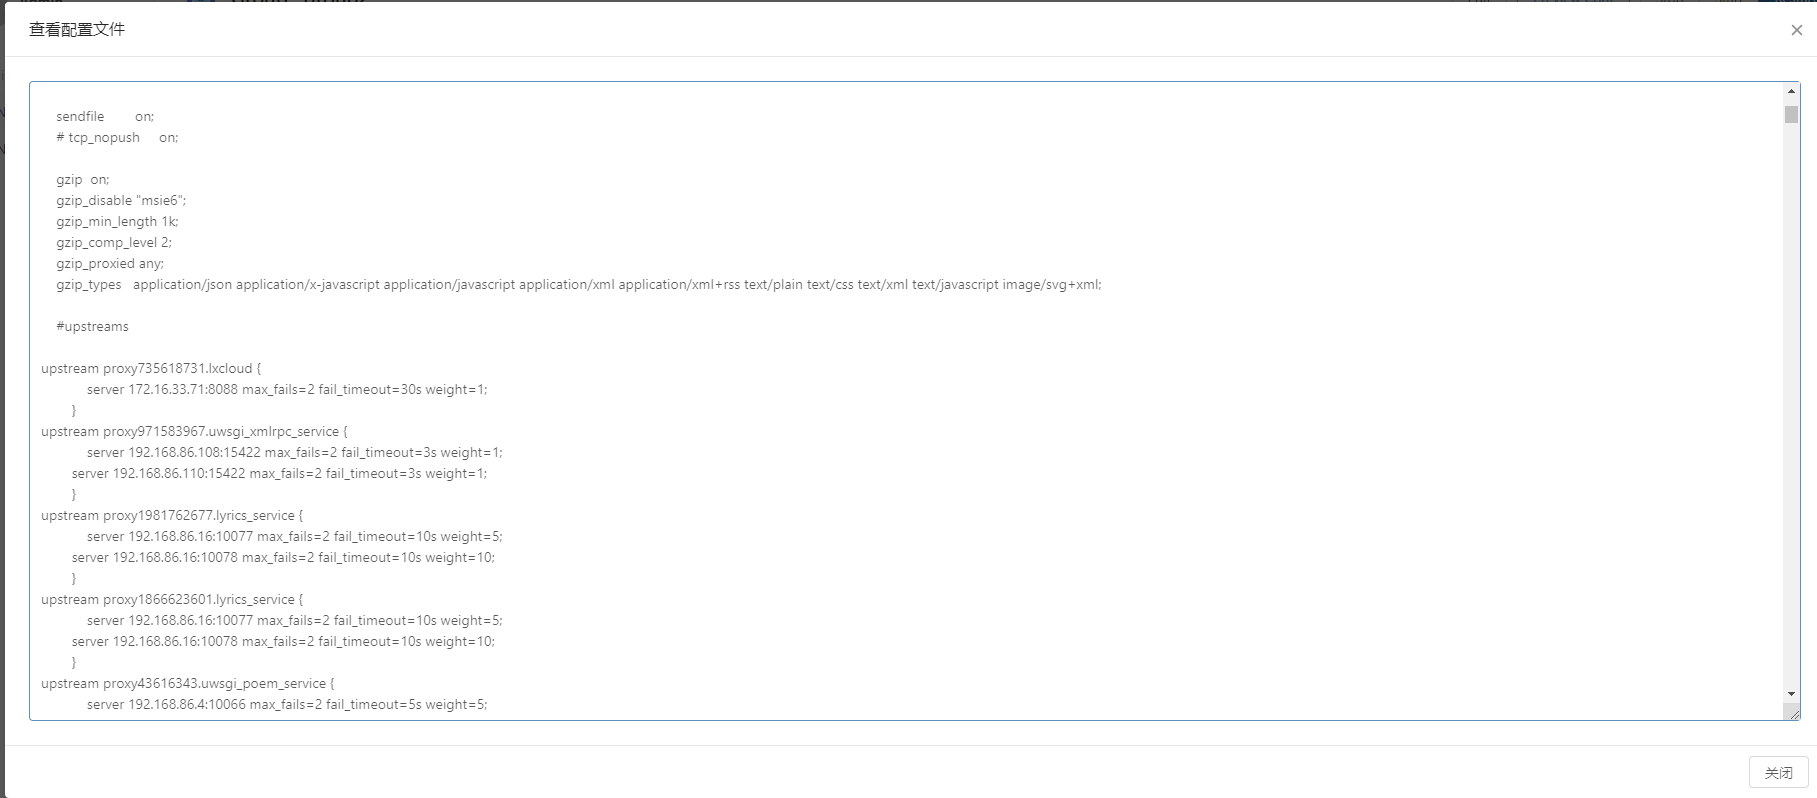 查看配置文件
sendfile        on;
# tcp_nopush     on;
gzip  on;
gzip_disable "msie6";
gzip_min_length 1k;
gzip_comp_level 2;
gzip_proxied any;
gzip_types   application/json application/x-javascript application/javascript application/xml application/xml+rss text/plain text/css text/xml text/javascript image/svg+xml;
#upstreams
upstream proxy735618731.lxcloud {
server 172.16.33.71:8088 max_fails=2 fail_timeout=30s weight=1;
}
upstream proxy971583967.uwsgi_xmlrpc_service {
server 192.168.86.108:15422 max_fails=2 fail_timeout=3s weight=1;
server 192.168.86.110:15422 max_fails=2 fail_timeout=3s weight=1;
}
upstream proxy1981762677.lyrics_service {
server 192.168.86.16:10077 max_fails=2 fail_timeout=10s weight=5;
server 192.168.86.16:10078 max_fails=2 fail_timeout=10s weight=10;
}
upstream proxy1866623601.lyrics_service {
server 192.168.86.16:10077 max_fails=2 fail_timeout=10s weight=5;
server 192.168.86.16:10078 max_fails=2 fail_timeout=10s weight=10;
}
upstream proxy43616343.uwsgi_poem_service {
server 192.168.86.4:10066 max_fails=2 fail_timeout=5s weight=5;
关闭